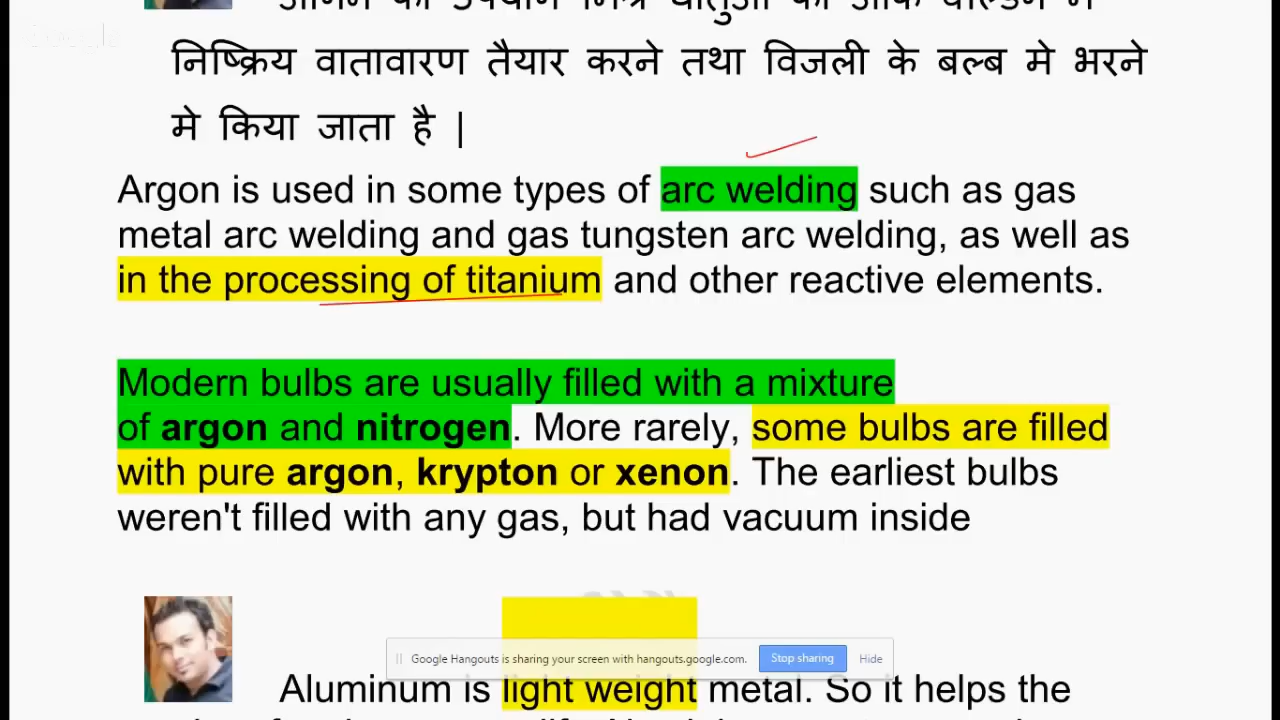 Google
निष्क्रिय वातावारण तैयार करने तथा विजली के बल्ब मे भरने
मे किया जाता है |
Argon is used in some types of arc welding such as gas
metal arc welding and gas tungsten arc welding, as well as
in the processing of titanium and other reactive elements.
Modern bulbs are usually filled with a mixture
of argon and nitrogen. More rarely, some bulbs are filled
with pure argon, krypton or xenon. The earliest bulbs
weren't filled with any gas, but had vacuum inside
Google Hangouts is sharing your screen with hangouts.google.com. Stop sharing Hide
Aluminum is light weight metal. So it helps the